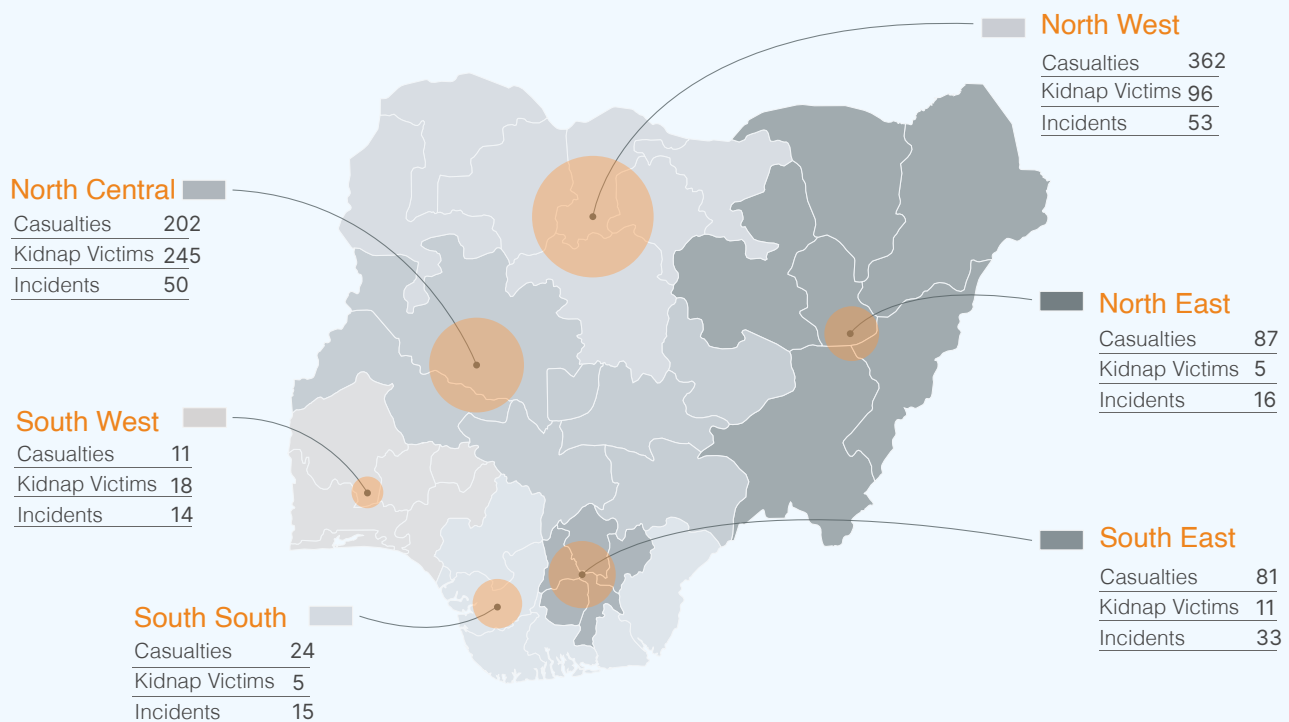 North West
Casualties 362
Kidnap Victims 96
Incidents 53
North Central
Casualties 202
Kidnap Victims 245
Incidents 50
North East
Casualties 87
Kidnap Victims 5
Incidents 16
South West
Casualties 11
Kidnap Victims 18
Incidents 14
South East
Casualties 81
Kidnap Victims 11
Incidents 33
South South
Casualties 24
Kidnap Victims 5
Incidents 15